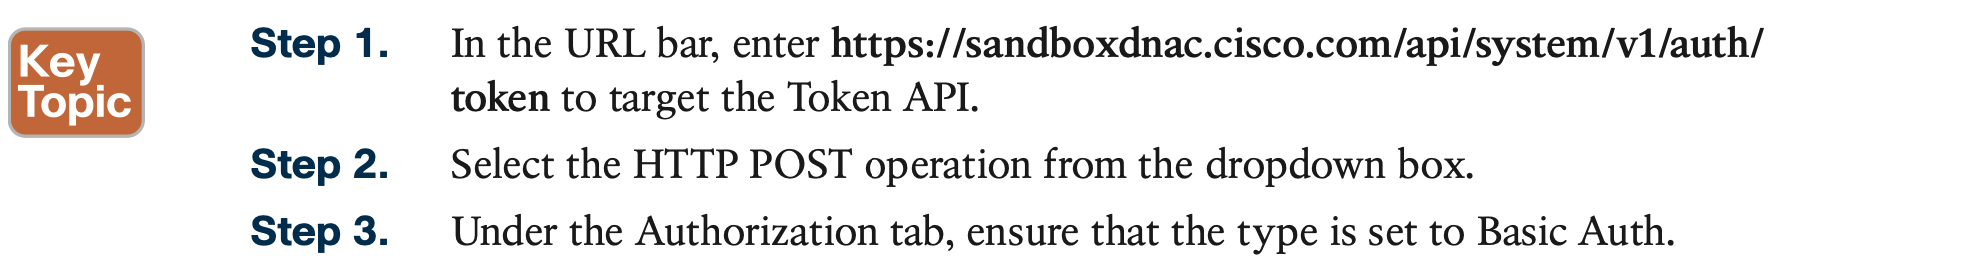 Key
Topic
Step 1. In the URL bar, enter https://sandboxdnac.cisco.com/api/system/v1/auth/
token to target the Token API.
Step 2. Select the HTTP POST operation from the dropdown box.
Step 3. Under the Authorization tab, ensure that the type is set to Basic Auth.